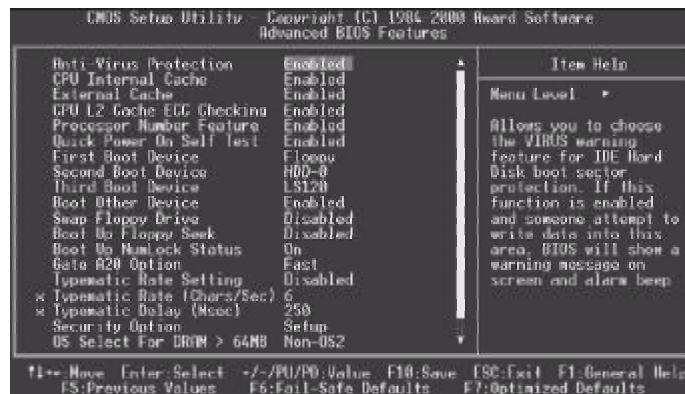 CMOS Setup Utility - Copyright (C) 1984-2000 Award Software
Advanced BIOS Features
Anti-Virus Protection Enabled
CPU Internal Cache Enabled
External Cache Enabled
CPU L2 Cache ECC Checking Enabled
Processor Number Feature Enabled
Quick Power On Self Test Enabled
First Boot Device Floppy
Second Boot Device HDD-0
Third Boot Device LS120
Boot Other Device Enabled
Swap Floppy Drive Disabled
Boot Up Floppy Seek Disabled
Boot Up NumLock Status On
Gate A20 Option Fast
Typematic Rate Setting Disabled
x Typematic Rate (Chars/Sec) 6
x Typematic Delay (Msec) 250
Security Option Setup
OS Select For DRAM > 64MB Non-OS2
Item Help
Menu Level ▸
Allows you to choose
the VIRUS warning
feature for IDE Hard
Disk boot sector
protection. If this
function is enabled
and someone attempt to
write data into this
area, BIOS will show a
warning message on
screen and alarm beep
↑↓→←:Move Enter:Select +/-/PU/PD:Value F10:Save ESC:Exit F1:General Help
F5:Previous Values F6:Fail-Safe Defaults F7:Optimized Defaults